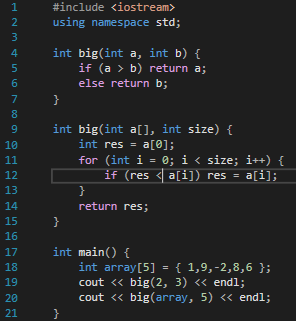 1 #include <iostream>
2 using namespace std;
3
4 int big(int a, int b) {
5 if (a > b) return a;
6 else return b;
7 }
8
9 int big(int a[], int size) {
10 int res = a[0];
11 for (int i = 0; i < size; i++) {
12 if (res < a[i]) res = a[i];
13 }
14 return res;
15 }
16
17 int main() {
18 int array[5] = { 1,9,-2,8,6 };
19 cout << big(2, 3) << endl;
20 cout << big(array, 5) << endl;
21 }